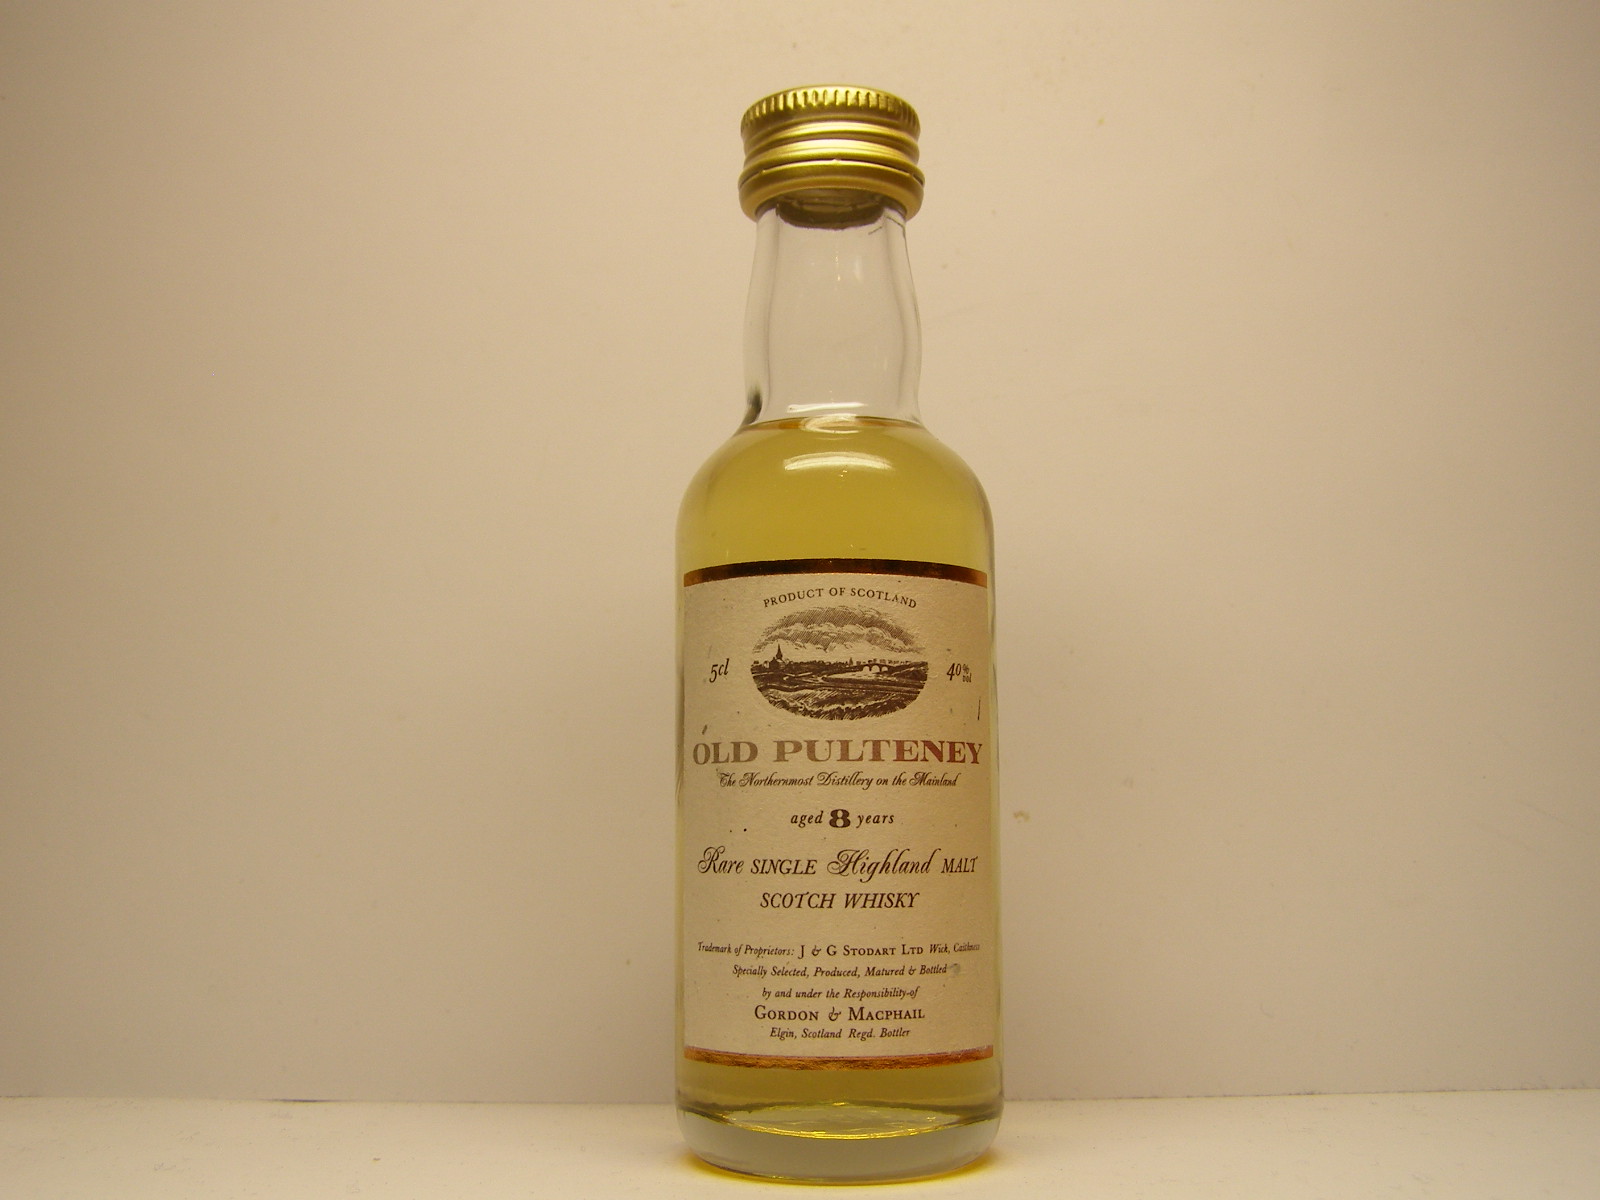 PRODUCT OF SCOTLAND
5cl
40% vol
OLD PULTENEY
The Northernmost Distillery on the Mainland
aged 8 years
Rare SINGLE Highland MALT
SCOTCH WHISKY
Trademark of Proprietors: J & G STODART LTD Wick, Caithness
Specially Selected, Produced, Matured & Bottled
by and under the Responsibility of
GORDON & MACPHAIL
Elgin, Scotland Regd. Bottler